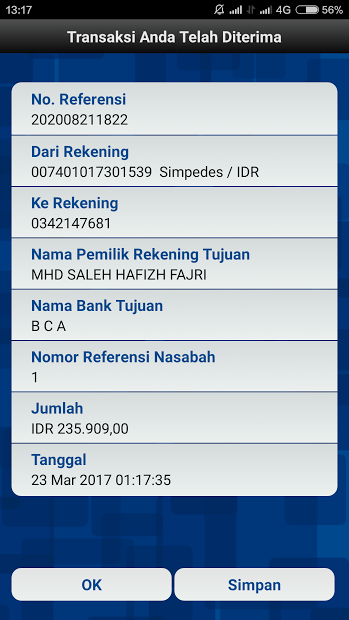 13:17 4G 56%
Transaksi Anda Telah Diterima
No. Referensi
202008211822
Dari Rekening
007401017301539 Simpedes / IDR
Ke Rekening
0342147681
Nama Pemilik Rekening Tujuan
MHD SALEH HAFIZH FAJRI
Nama Bank Tujuan
B C A
Nomor Referensi Nasabah
1
Jumlah
IDR 235.909,00
Tanggal
23 Mar 2017 01:17:35
OK Simpan